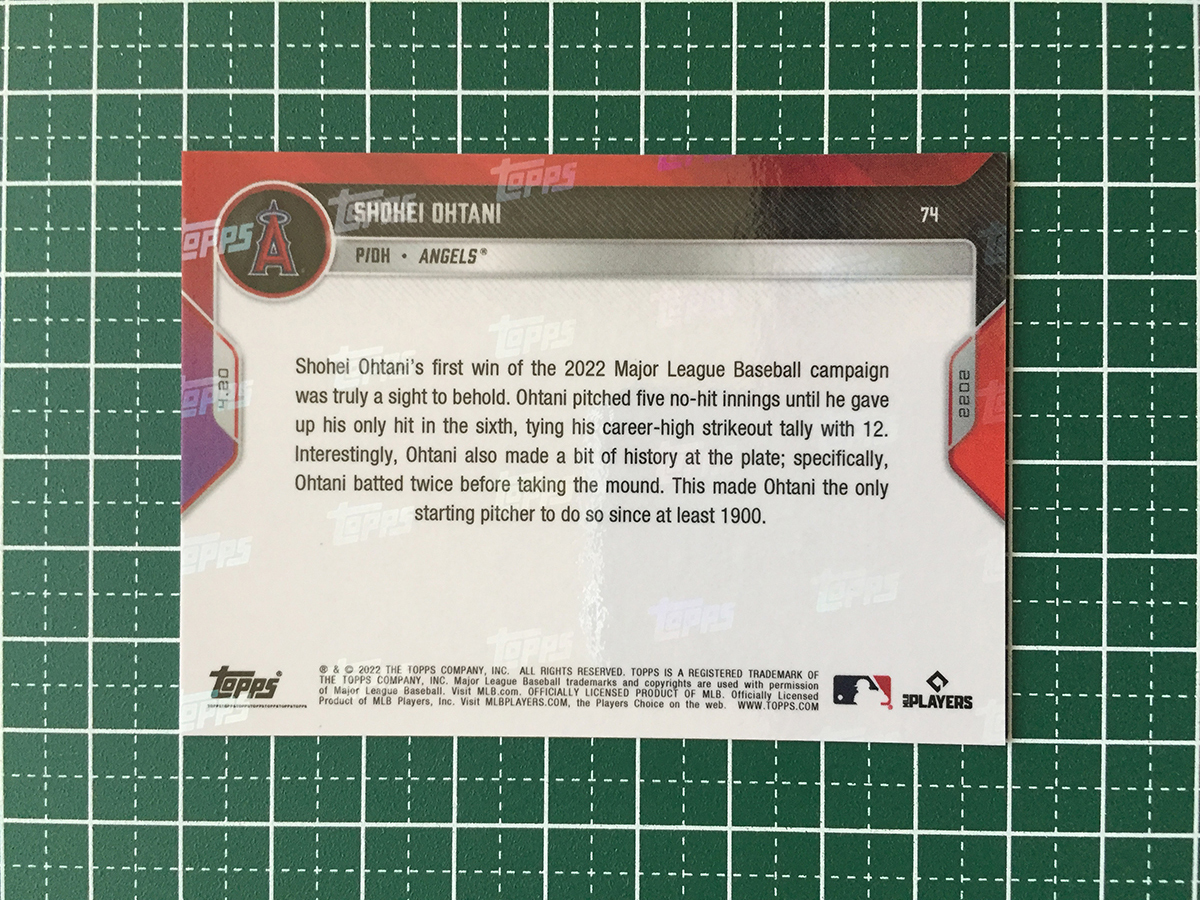 SHOHEI OHTANI
74
P/DH • ANGELS®
A
4.20
2022
Shohei Ohtani's first win of the 2022 Major League Baseball campaign
was truly a sight to behold. Ohtani pitched five no-hit innings until he gave
up his only hit in the sixth, tying his career-high strikeout tally with 12.
Interestingly, Ohtani also made a bit of history at the plate; specifically,
Ohtani batted twice before taking the mound. This made Ohtani the only
starting pitcher to do so since at least 1900.
Topps®
® & © 2022 THE TOPPS COMPANY, INC. ALL RIGHTS RESERVED. TOPPS IS A REGISTERED TRADEMARK OF
THE TOPPS COMPANY, INC. Major League Baseball trademarks and copyrights are used with permission
of Major League Baseball. Visit MLB.com. OFFICIALLY LICENSED PRODUCT OF MLB. Officially Licensed
Product of MLB Players, Inc. Visit MLBPLAYERS.COM, the Players Choice on the web. WWW.TOPPS.COM
MLB PLAYERS